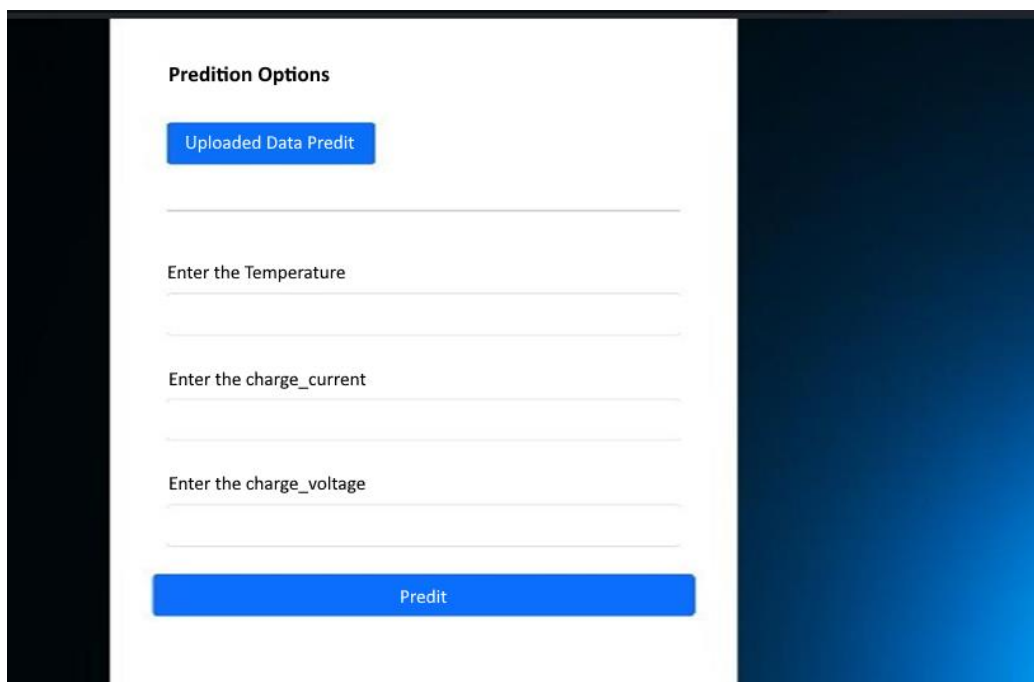 Predition Options
Uploaded Data Predit
Enter the Temperature
Enter the charge_current
Enter the charge_voltage
Predit